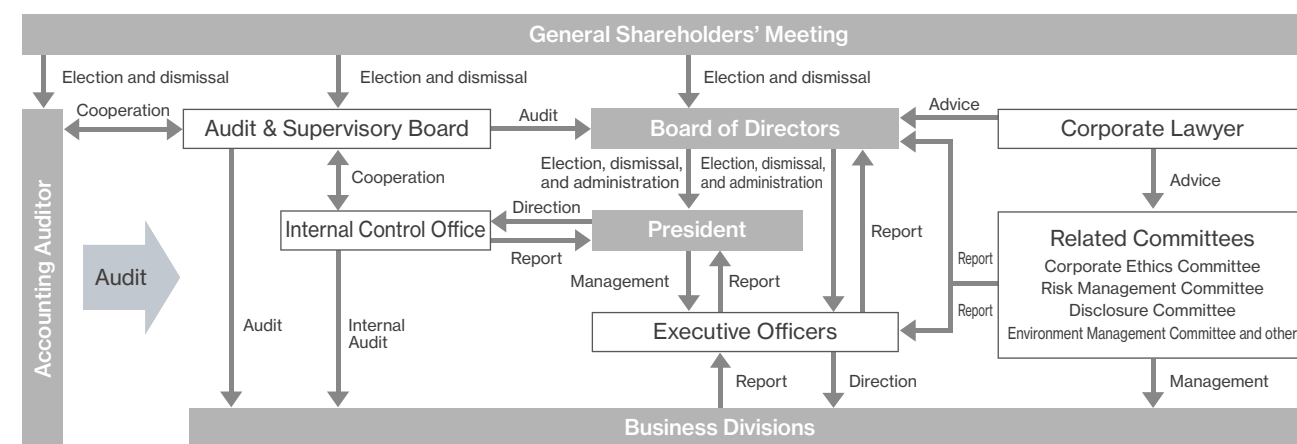 General Shareholders' Meeting
Election and dismissal
Election and dismissal
Election and dismissal
Cooperation
Audit & Supervisory Board
Audit
Board of Directors
Advice
Corporate Lawyer
Accounting Auditor
Cooperation
Election, dismissal,
and administration
Election, dismissal,
and administration
Advice
Internal Control Office
Direction
Report
President
Report
Related Committees
Corporate Ethics Committee
Risk Management Committee
Disclosure Committee
Environment Management Committee and other
Report
Report
Audit
Management
Report
Audit
Internal
Audit
Executive Officers
Report
Direction
Management
Business Divisions